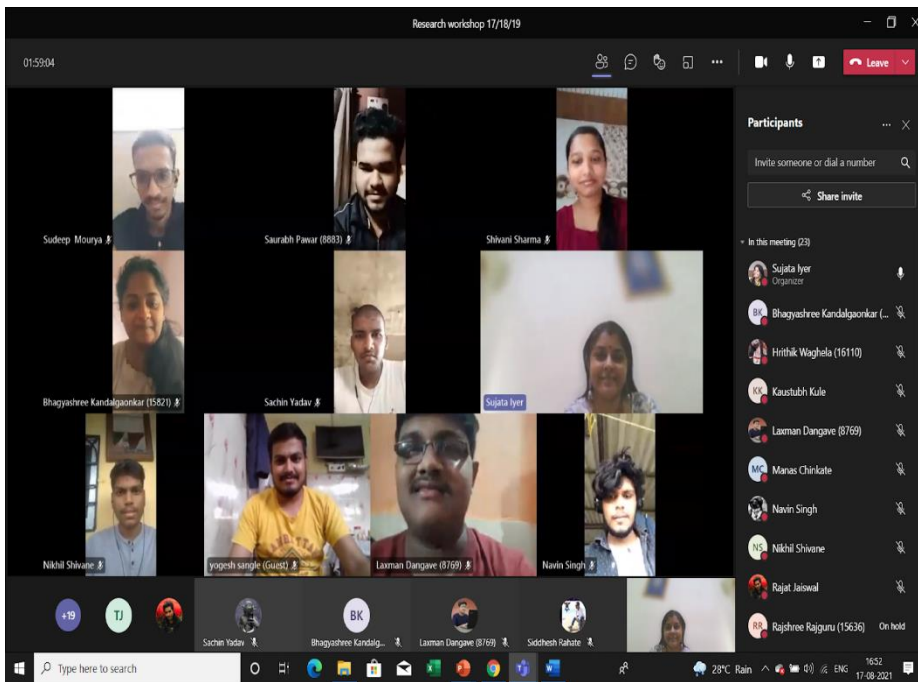 Research workshop 17/18/19
01:59:04
Leave
Sudeep Mourya
Saurabh Pawar (8883)
Shivani Sharma
Bhagyashree Kandalgaonkar (15821)
Sachin Yadav
Sujata Iyer
Nikhil Shivane
yogesh sangle (Guest)
Laxman Dangave (8769)
Navin Singh
+19
TJ
Sachin Yadav
BK
Bhagyashree Kandalg...
Laxman Dangave (8769)
Siddhesh Rahate
Participants
Invite someone or dial a number
Share invite
In this meeting (23)
Sujata Iyer
Organizer
BK
Bhagyashree Kandalgaonkar (...
Hrithik Waghela (16110)
KK
Kaustubh Kule
Laxman Dangave (8769)
MC
Manas Chinkate
Navin Singh
NS
Nikhil Shivane
Rajat Jaiswal
RR
Rajshree Rajguru (15636) On hold
Type here to search
28°C Rain
ENG
16:52
17-08-2021